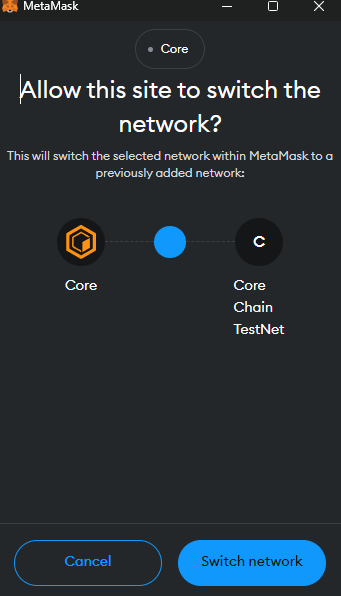 MetaMask
Core
Allow this site to switch the
network?
This will switch the selected network within MetaMask to a
previously added network:
C
Core
Core
Chain
TestNet
Cancel
Switch network